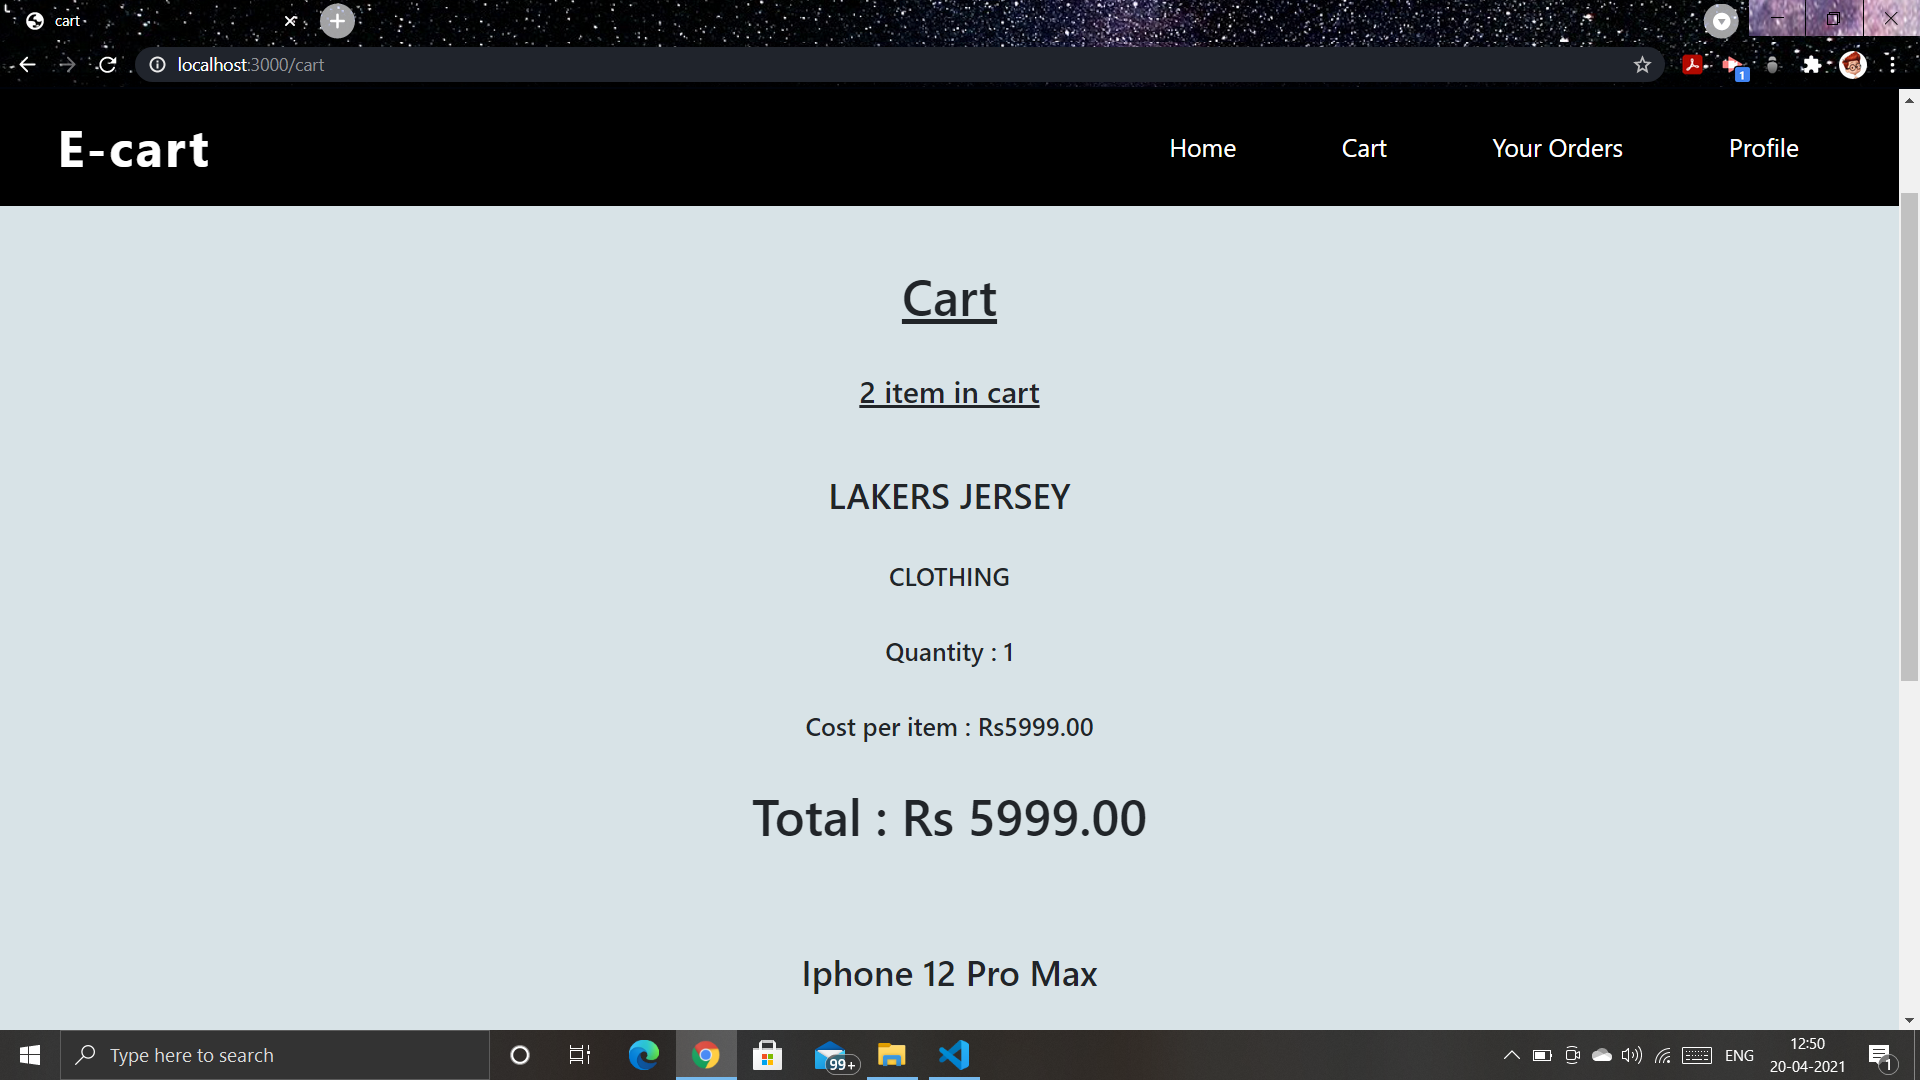 cart
localhost:3000/cart
1
E-cart
Home
Cart
Your Orders
Profile
Cart
2 item in cart
LAKERS JERSEY
CLOTHING
Quantity : 1
Cost per item : Rs5999.00
Total : Rs 5999.00
Iphone 12 Pro Max
Type here to search
99+
ENG
12:50
20-04-2021
1